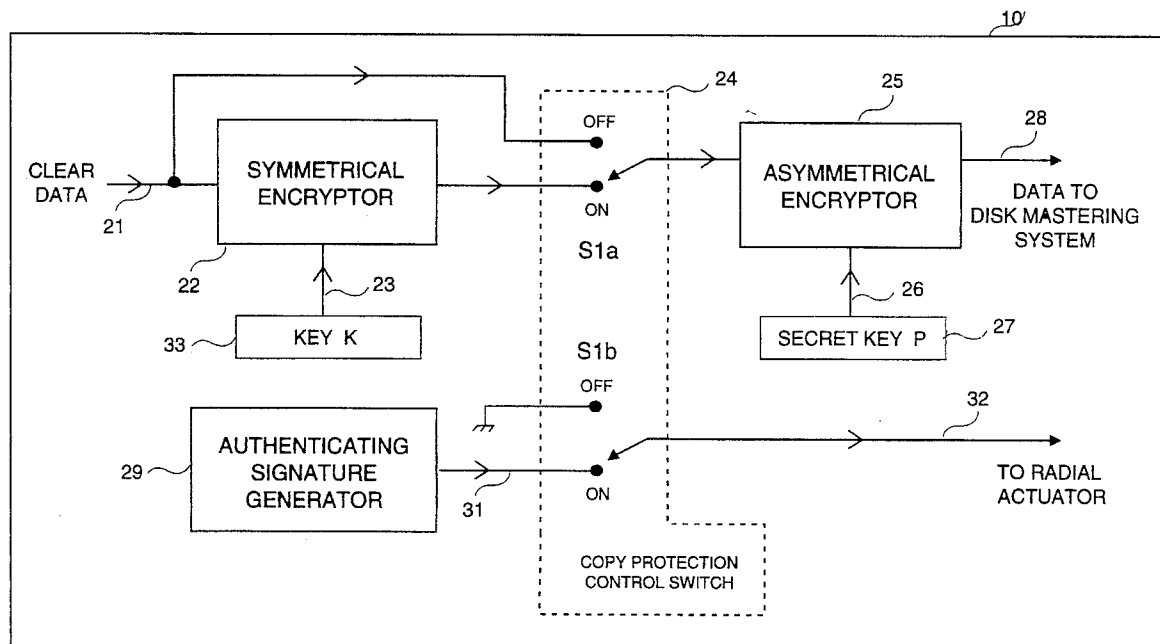 10
24
25
OFF
28
CLEAR
DATA
SYMMETRICAL
ENCRYPTOR
ASYMMETRICAL
ENCRYPTOR
21
ON
DATA TO
DISK MASTERING
SYSTEM
S1a
22
23
26
33
KEY K
SECRET KEY P
27
S1b
OFF
32
29
AUTHENTICATING
SIGNATURE
GENERATOR
31
ON
TO RADIAL
ACTUATOR
COPY PROTECTION
CONTROL SWITCH